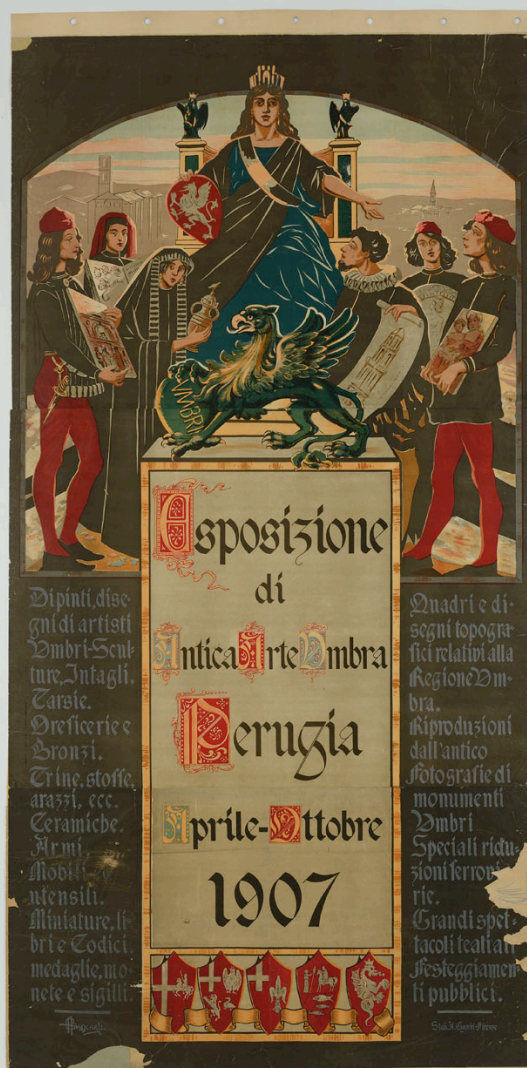 UMBRI
Esposizione
di
Antica Arte Umbra
Perugia
Aprile-Ottobre
1907
Dipinti, dise-
gni di artisti
Umbri-Scul-
ture, Intagli,
Tarsie.
Oreficerie e
Bronzi.
Trine, stoffe,
arazzi, ecc.
Ceramiche.
Armi
Mobili
utensili.
Miniature, li-
bri e Codici,
medaglie, mo-
nete e sigilli.
Quadri e di-
segni topogra-
fici relativi alla
Regione Um-
bra.
Riproduzioni
dall'antico
Fotografie di
monumenti
Umbri
Speciali ridu-
zioni ferrovia-
rie.
Grandi spet-
tacoli teatrali
Festeggiamen
ti pubblici.